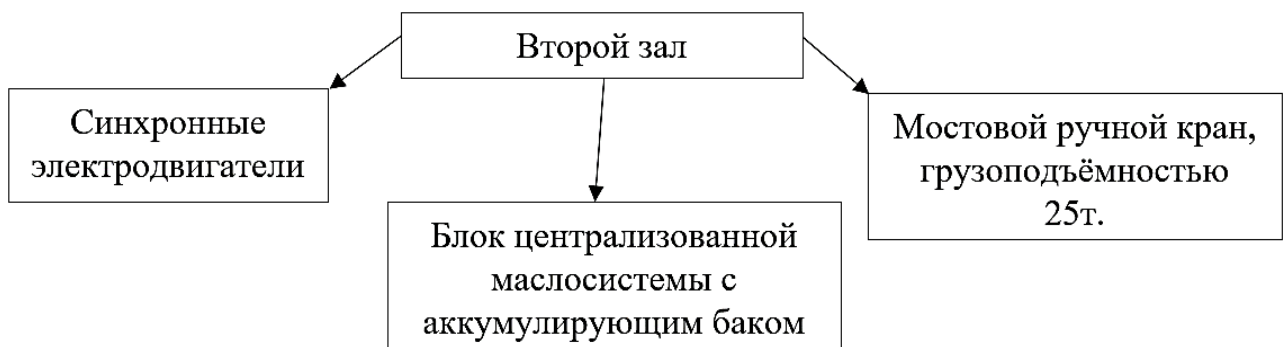 Второй зал
Синхронные
электродвигатели
Блок централизованной
маслосистемы с
аккумулирующим баком
Мостовой ручной кран,
грузоподъёмностью
25т.